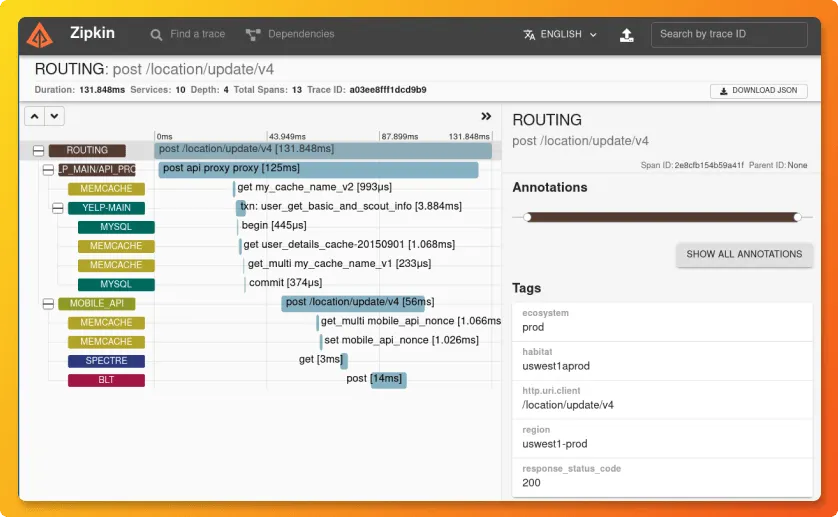 Zipkin
Find a trace
Dependencies
ENGLISH
Search by trace ID
ROUTING: post /location/update/v4
Duration: 131.848ms Services: 10 Depth: 4 Total Spans: 13 Trace ID: a03ee8fff1dcd9b9
DOWNLOAD JSON
0ms 43.949ms 87.899ms 131.848ms
ROUTING post /location/update/v4 [131.848ms]
LP_MAIN/API_PRO post api proxy proxy [125ms]
MEMCACHE get my_cache_name_v2 [993µs]
YELP-MAIN txn: user_get_basic_and_scout_info [3.884ms]
MYSQL begin [445µs]
MEMCACHE get user_details_cache-20150901 [1.068ms]
MEMCACHE get_multi my_cache_name_v1 [233µs]
MYSQL commit [374µs]
MOBILE_API post /location/update/v4 [56ms]
MEMCACHE get_multi mobile_api_nonce [1.066ms
MEMCACHE set mobile_api_nonce [1.026ms]
SPECTRE get [3ms]
BLT post [14ms]
ROUTING
post /location/update/v4
Span ID: 2e8cfb154b59a41f Parent ID: None
Annotations
SHOW ALL ANNOTATIONS
Tags
ecosystem
prod
habitat
uswest1aprod
http.uri.client
/location/update/v4
region
uswest1-prod
response_status_code
200